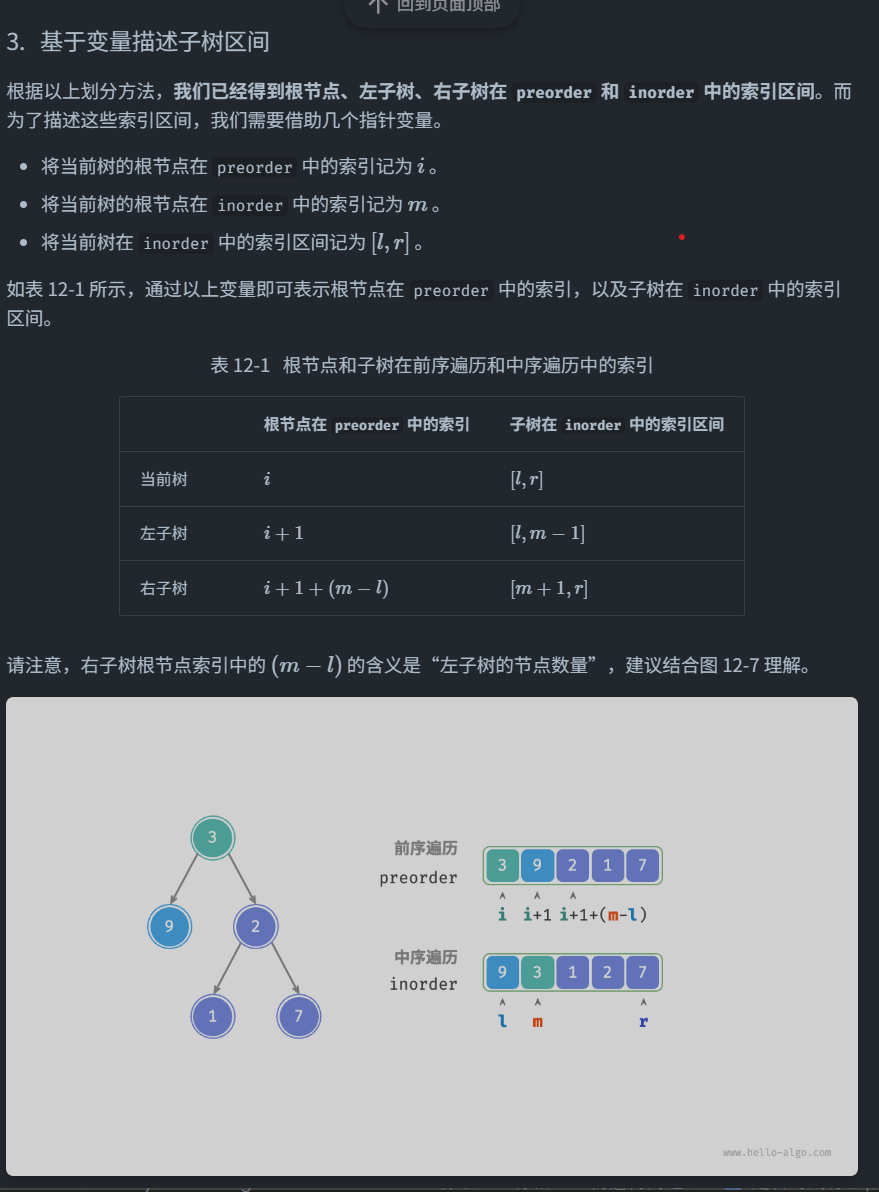 回到页面顶部
3. 基于变量描述子树区间
根据以上划分方法，我们已经得到根节点、左子树、右子树在 preorder 和 inorder 中的索引区间。而
为了描述这些索引区间，我们需要借助几个指针变量。
将当前树的根节点在 preorder 中的索引记为 i 。
将当前树的根节点在 inorder 中的索引记为 m 。
将当前树在 inorder 中的索引区间记为 [l, r] 。
如表 12-1 所示，通过以上变量即可表示根节点在 preorder 中的索引，以及子树在 inorder 中的索引
区间。
表 12-1 根节点和子树在前序遍历和中序遍历中的索引
根节点在 preorder 中的索引 子树在 inorder 中的索引区间
当前树 i [l, r]
左子树 i + 1 [l, m − 1]
右子树 i + 1 + (m − l) [m + 1, r]
请注意，右子树根节点索引中的 (m − l) 的含义是“左子树的节点数量”，建议结合图 12-7 理解。
3
9 2
1 7
前序遍历
preorder
3 9 2 1 7
i i+1 i+1+(m-l)
中序遍历
inorder
9 3 1 2 7
l m r
www.hello-algo.com